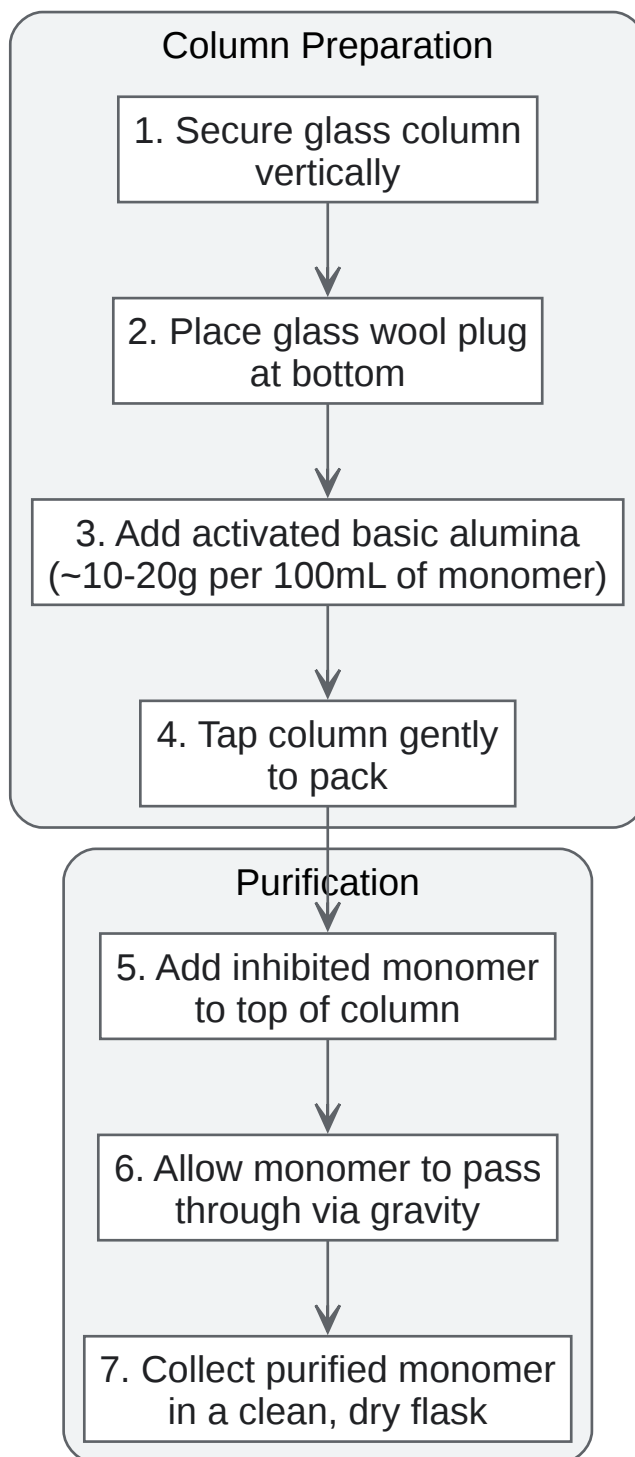 Column Preparation
1. Secure glass column
vertically
2. Place glass wool plug
at bottom
3. Add activated basic alumina
(~10-20g per 100mL of monomer)
4. Tap column gently
to pack
Purification
5. Add inhibited monomer
to top of column
6. Allow monomer to pass
through via gravity
7. Collect purified monomer
in a clean, dry flask